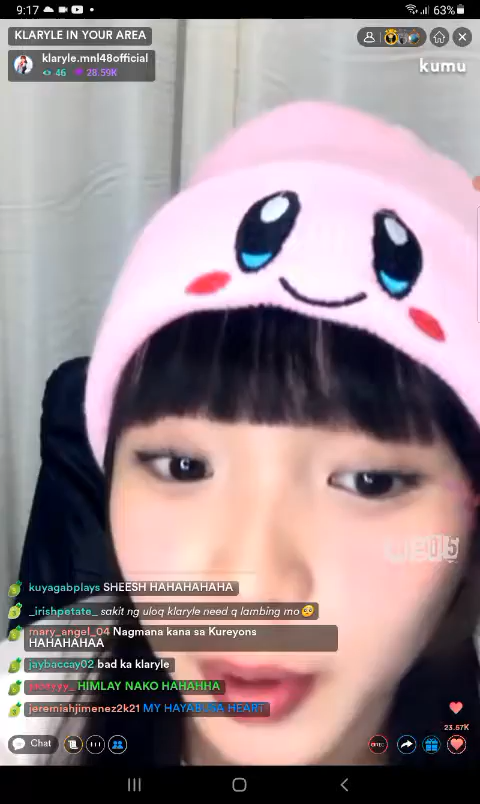 9:17
63%
KLARYLE IN YOUR AREA
klaryle.mnl48official
46 28.59K
kumu
kuyagabplays SHEESH HAHAHAHAHA
_irishpetate_ sakit ng uloq klaryle need q lambing mo🥺
mary_angel_04 Nagmana kana sa Kureyons
HAHAHAHAA
jaybaccay02 bad ka klaryle
HIMLAY NAKO HAHAHHA
jeremiahjimenez2k21 MY HAYABUSA HEART
23.67K
Chat